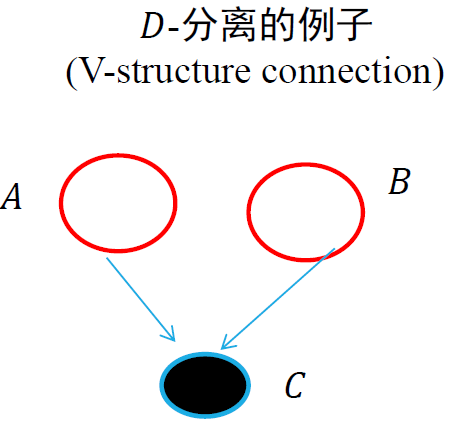 D-分离的例子
(V-structure connection)
A
B
C